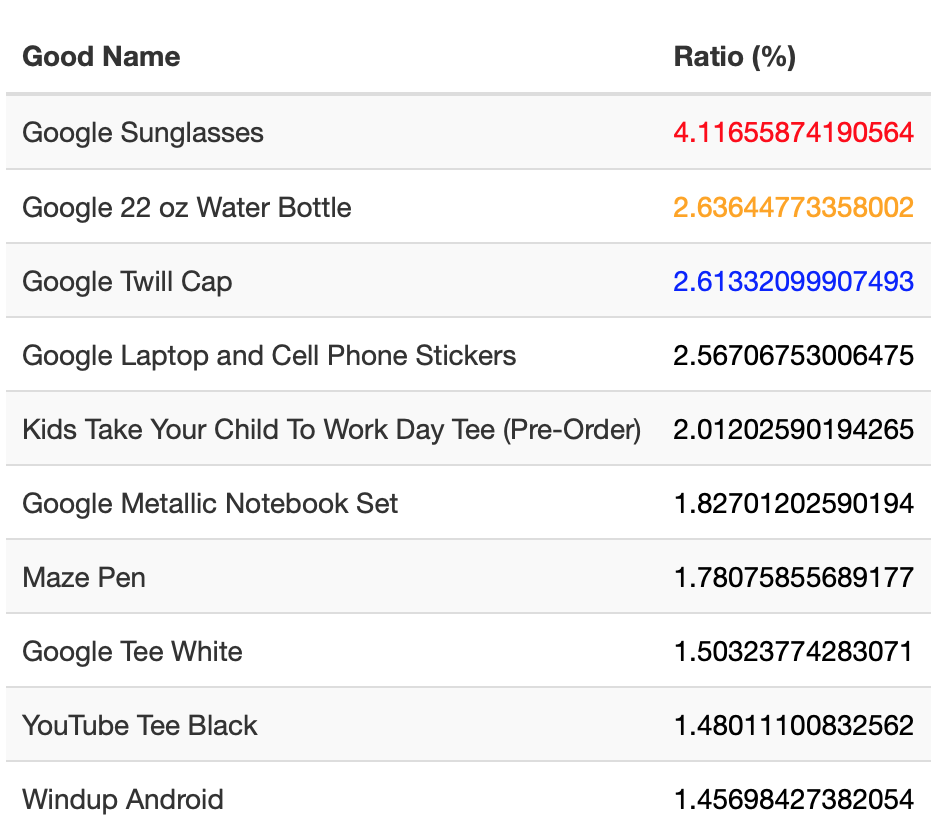 Good Name Ratio (%)
Google Sunglasses 4.11655874190564
Google 22 oz Water Bottle 2.63644773358002
Google Twill Cap 2.61332099907493
Google Laptop and Cell Phone Stickers 2.56706753006475
Kids Take Your Child To Work Day Tee (Pre-Order) 2.01202590194265
Google Metallic Notebook Set 1.82701202590194
Maze Pen 1.78075855689177
Google Tee White 1.50323774283071
YouTube Tee Black 1.48011100832562
Windup Android 1.45698427382054